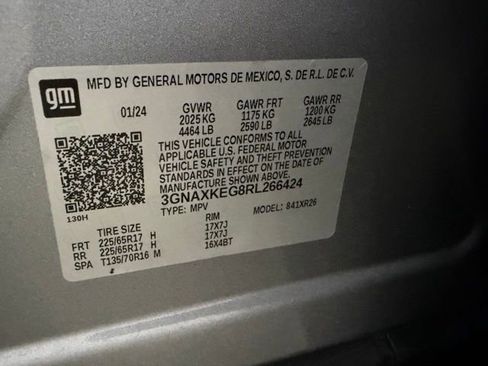 gm
MFD BY GENERAL MOTORS DE MEXICO, S. DE R.L. DE C.V.
01/24 GVWR GAWR FRT GAWR RR
2025 KG 1175 KG 1200 KG
4464 LB 2590 LB 2645 LB
THIS VEHICLE CONFORMS TO ALL
APPLICABLE U.S. FEDERAL MOTOR
VEHICLE SAFETY AND THEFT PREVENTION
STANDARDS IN EFFECT ON THE DATE OF
MANUFACTURE SHOWN ABOVE.
3GNAXKEG8RL266424
TYPE: MPV MODEL: 841XR26
130H
TIRE SIZE RIM
FRT 225/65R17 H 17X7J
RR 225/65R17 H 17X7J
SPA T135/70R16 M 16X4BT